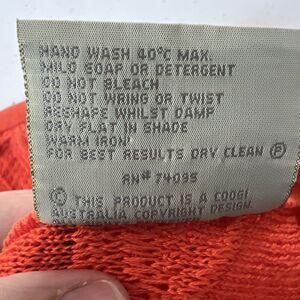 HAND WASH 40°C MAX.
MILD SOAP OR DETERGENT
DO NOT BLEACH
DO NOT WRING OR TWIST
RESHAPE WHILST DAMP
DRY FLAT IN SHADE
WARM IRON
FOR BEST RESULTS DRY CLEAN Ⓟ
RN# 74095
© THIS PRODUCT IS A COOGI
AUSTRALIA COPYRIGHT DESIGN.